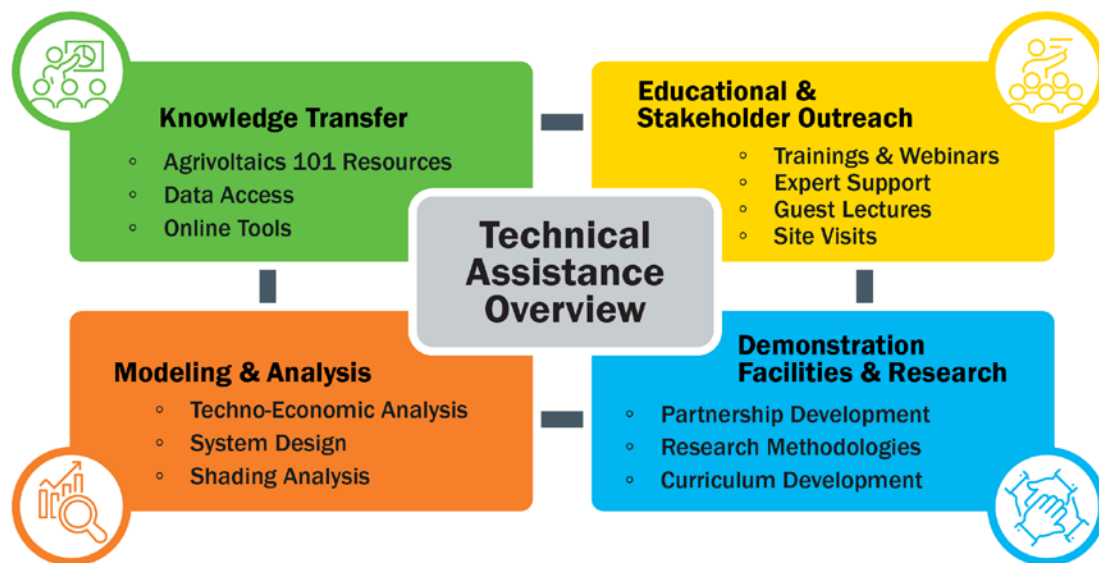 Knowledge Transfer
◦ Agrivoltaics 101 Resources
◦ Data Access
◦ Online Tools
Educational &
Stakeholder Outreach
◦ Trainings & Webinars
◦ Expert Support
◦ Guest Lectures
◦ Site Visits
Technical
Assistance
Overview
Modeling & Analysis
◦ Techno-Economic Analysis
◦ System Design
◦ Shading Analysis
Demonstration
Facilities & Research
◦ Partnership Development
◦ Research Methodologies
◦ Curriculum Development